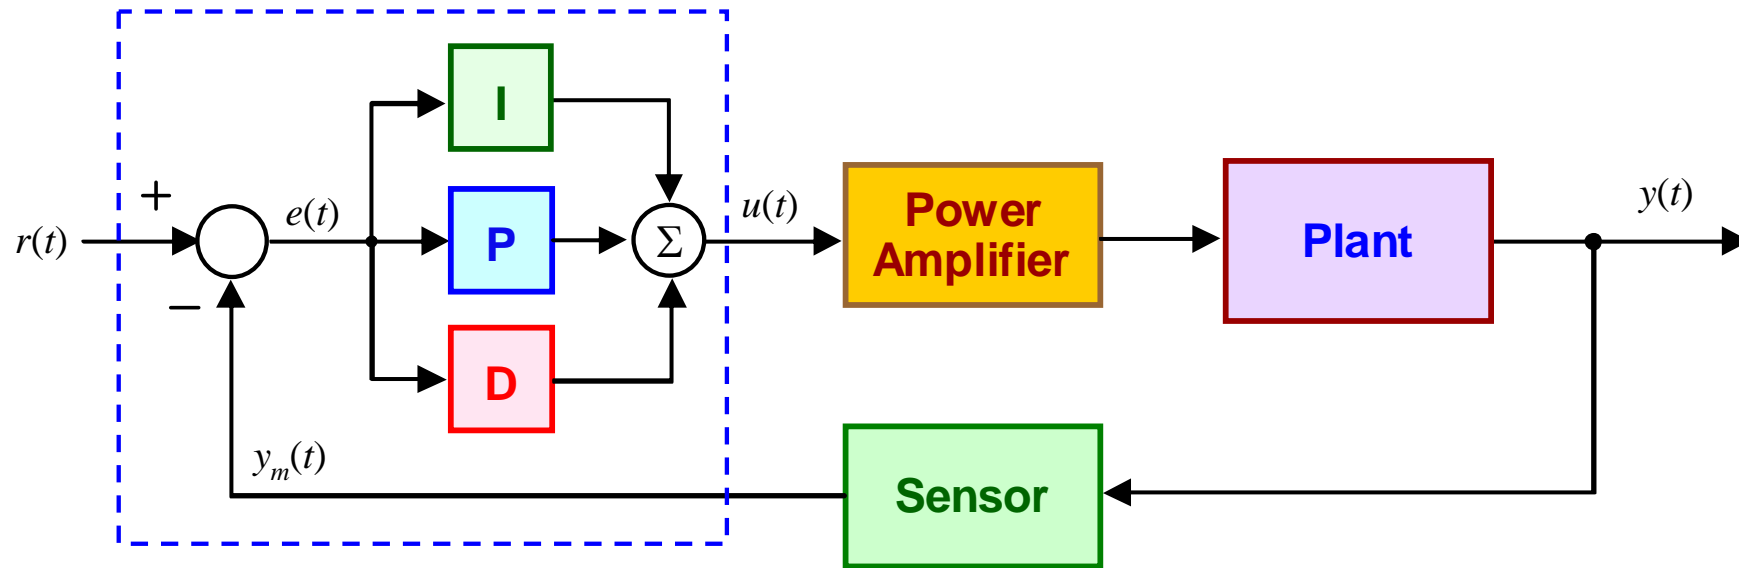 I
+
r(t)
e(t)
P
Σ
u(t)
Power
Amplifier
Plant
y(t)
−
D
y_m(t)
Sensor